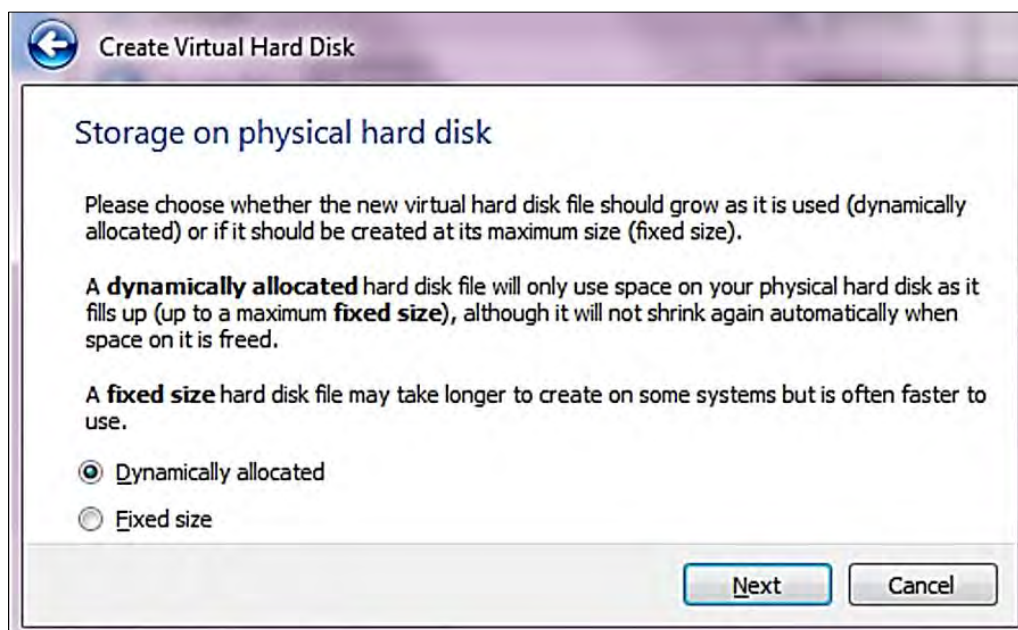 Create Virtual Hard Disk
Storage on physical hard disk
Please choose whether the new virtual hard disk file should grow as it is used (dynamically
allocated) or if it should be created at its maximum size (fixed size).
A dynamically allocated hard disk file will only use space on your physical hard disk as it
fills up (up to a maximum fixed size), although it will not shrink again automatically when
space on it is freed.
A fixed size hard disk file may take longer to create on some systems but is often faster to
use.
Dynamically allocated
Fixed size
Next
Cancel